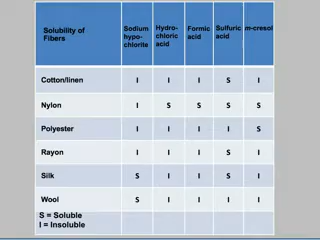 Solubility of Fibers Sodium hypo-chlorite Hydro-chloric acid Formic acid Sulfuric acid m-cresol
Cotton/linen I I I S I
Nylon I S S S S
Polyester I I I I S
Rayon I I I S I
Silk S I I S I
Wool S I I I I
S = Soluble
I = Insoluble